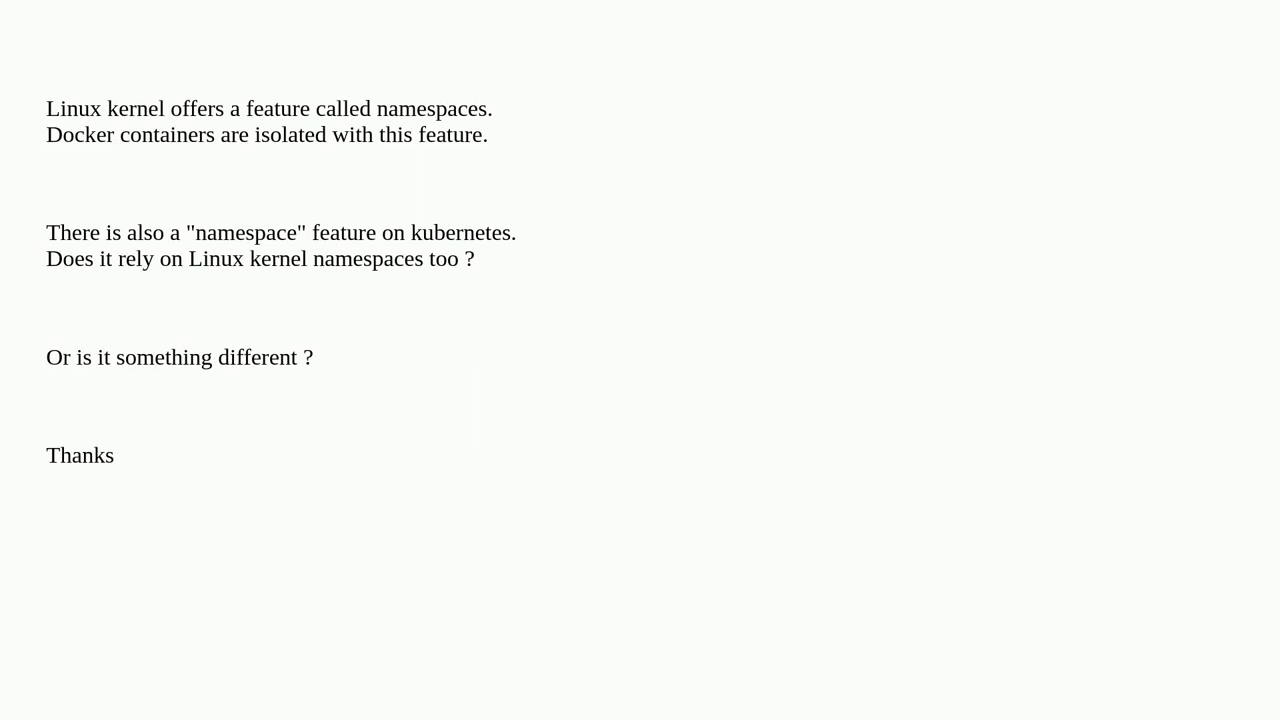 Linux kernel offers a feature called namespaces.
Docker containers are isolated with this feature.
There is also a "namespace" feature on kubernetes.
Does it rely on Linux kernel namespaces too ?
Or is it something different ?
Thanks